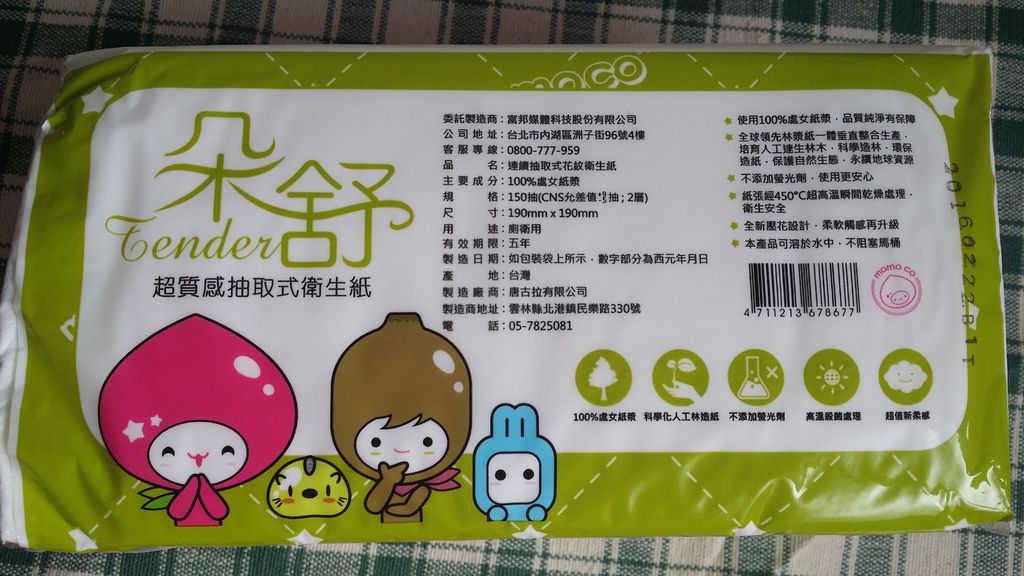 momoco
朵舒
Tender
超質感抽取式衛生紙
委託製造商：富邦媒體科技股份有限公司
公司地址：台北市內湖區洲子街96號4樓
客服專線：0800-777-959
品名：連續抽取式花紋衛生紙
主要成分：100%處女紙漿
規格：150抽(CNS允差值 抽；2層)
尺寸：190mm x 190mm
用途：廁衛用
有效期限：五年
製造日期：如包裝袋上所示，數字部分為西元年月日
產地：台灣
製造廠商：唐古拉有限公司
製造商地址：雲林縣北港鎮民樂路330號
電話：05-7825081
使用100%處女紙漿，品質純淨有保障
全球領先林漿紙一體垂直整合生產，
培育人工速生林木，科學造林，環保
造紙，保護自然生態，永續地球資源
不添加螢光劑，使用更安心
紙張經450°C超高溫瞬間乾燥處理，
衛生安全
全新壓花設計，柔軟觸感再升級
本產品可溶於水中，不阻塞馬桶
4 711213 678677
momo co
20160222B1T
100%處女紙漿
科學化人工林造紙
不添加螢光劑
高溫殺菌處理
超值新柔感